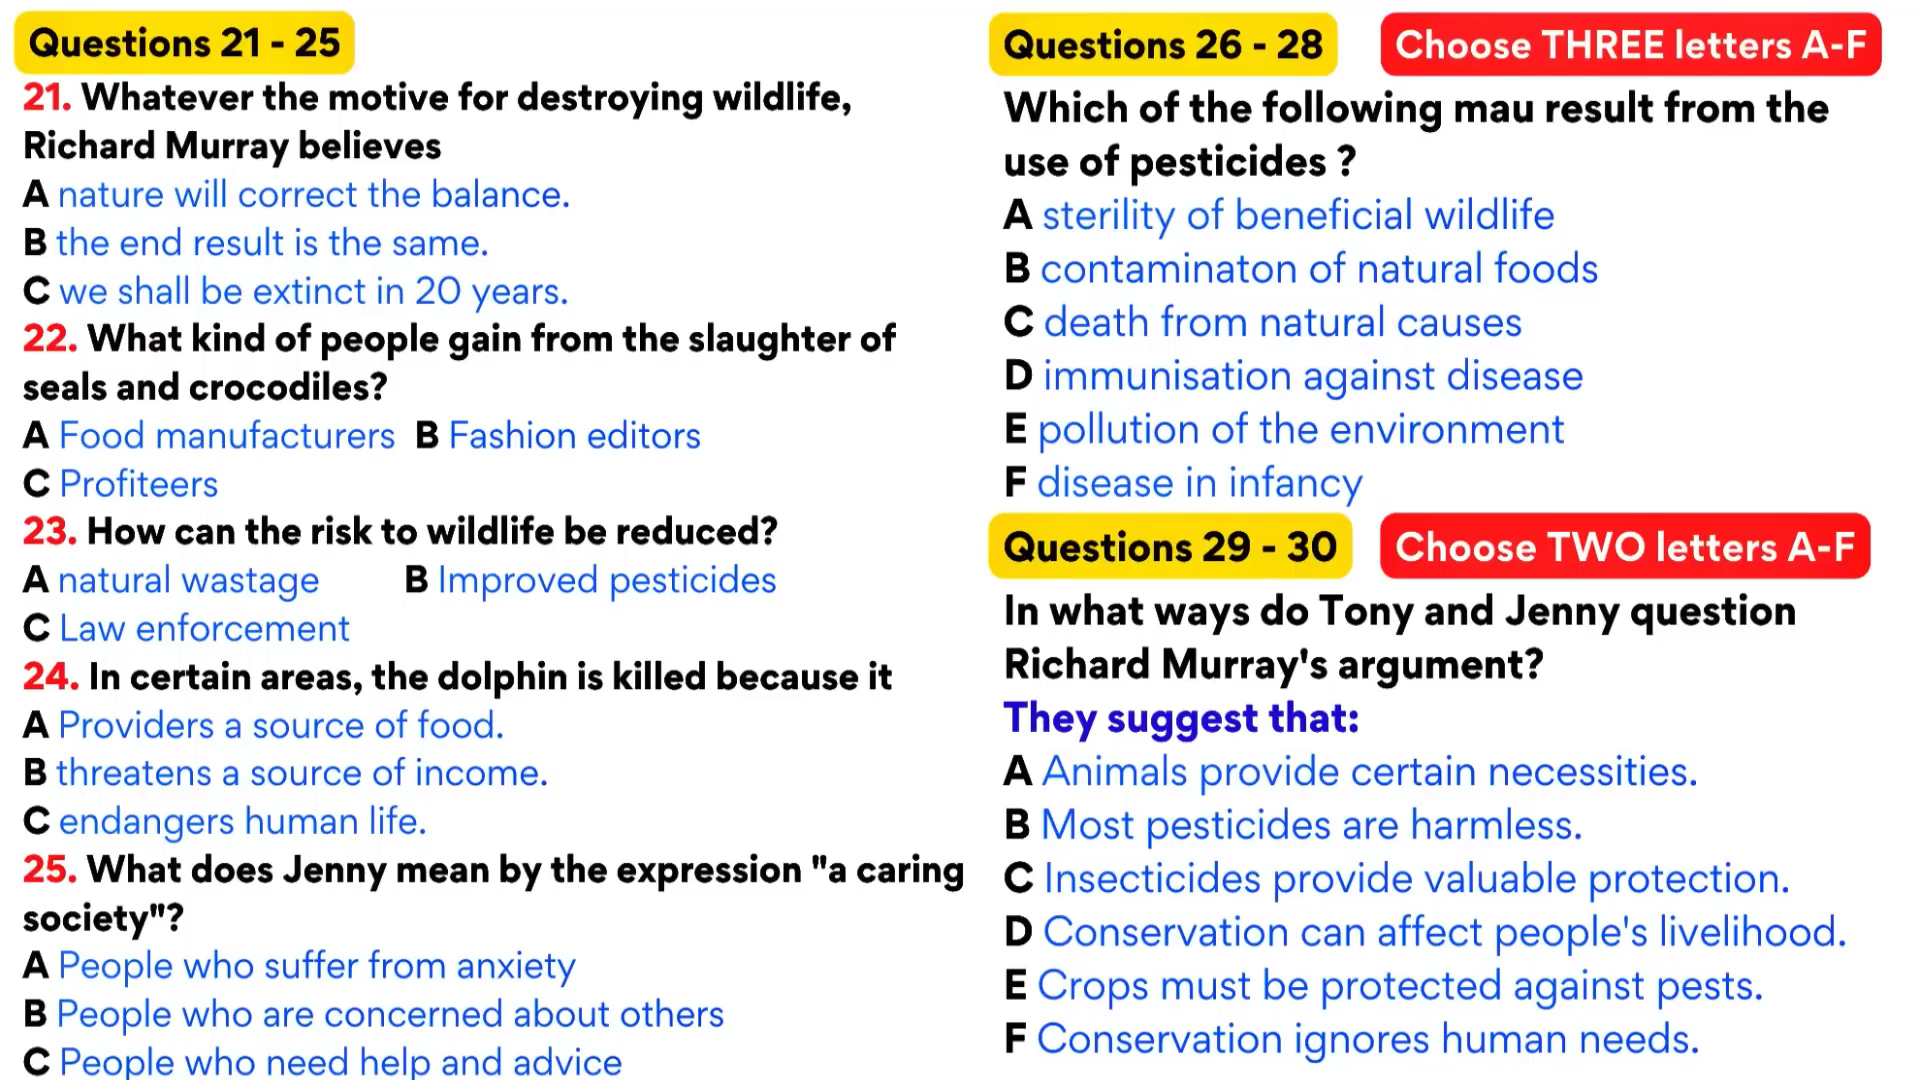 Questions 21 - 25
21. Whatever the motive for destroying wildlife,
Richard Murray believes
A nature will correct the balance.
B the end result is the same.
C we shall be extinct in 20 years.
22. What kind of people gain from the slaughter of
seals and crocodiles?
A Food manufacturers B Fashion editors
C Profiteers
23. How can the risk to wildlife be reduced?
A natural wastage B Improved pesticides
C Law enforcement
24. In certain areas, the dolphin is killed because it
A Providers a source of food.
B threatens a source of income.
C endangers human life.
25. What does Jenny mean by the expression "a caring
society"?
A People who suffer from anxiety
B People who are concerned about others
C People who need help and advice
Questions 26 - 28
Choose THREE letters A-F
Which of the following mau result from the
use of pesticides ?
A sterility of beneficial wildlife
B contaminaton of natural foods
C death from natural causes
D immunisation against disease
E pollution of the environment
F disease in infancy
Questions 29 - 30
Choose TWO letters A-F
In what ways do Tony and Jenny question
Richard Murray's argument?
They suggest that:
A Animals provide certain necessities.
B Most pesticides are harmless.
C Insecticides provide valuable protection.
D Conservation can affect people's livelihood.
E Crops must be protected against pests.
F Conservation ignores human needs.